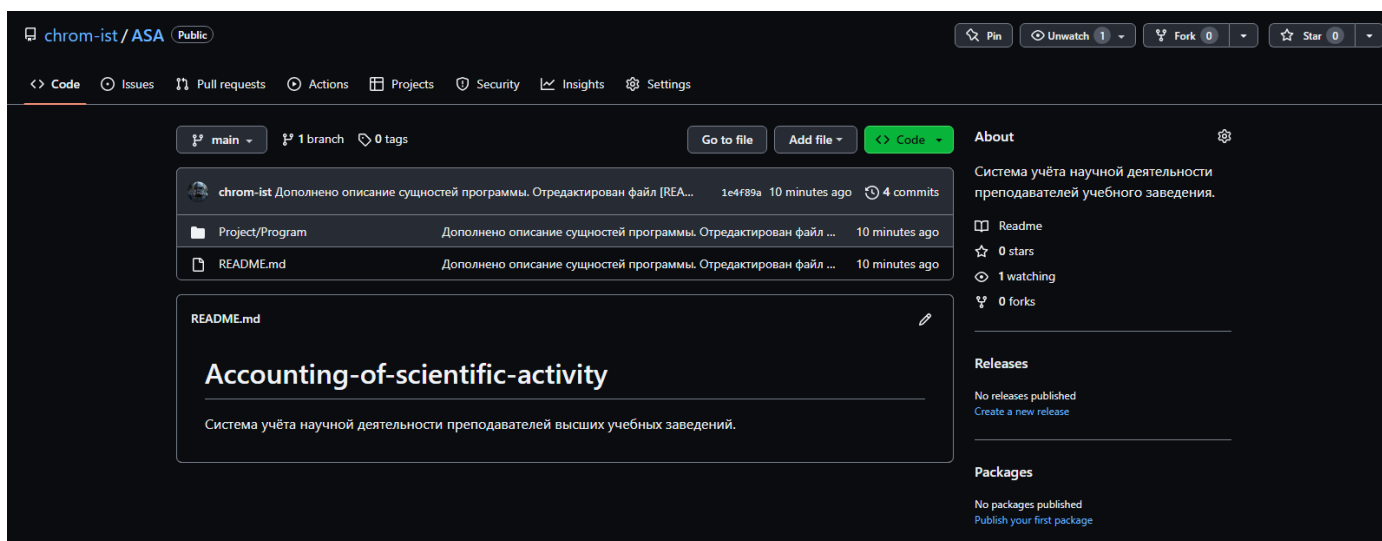 chrom-ist / ASA Public
Pin Unwatch 1 Fork 0 Star 0
<> Code Issues Pull requests Actions Projects Security Insights Settings
main 1 branch 0 tags Go to file Add file <> Code
chrom-ist Дополнено описание сущностей программы. Отредактирован файл [REA... 1e4f89a 10 minutes ago 4 commits
Project/Program Дополнено описание сущностей программы. Отредактирован файл ... 10 minutes ago
README.md Дополнено описание сущностей программы. Отредактирован файл ... 10 minutes ago
README.md
Accounting-of-scientific-activity
Система учёта научной деятельности преподавателей высших учебных заведений.
About
Система учёта научной деятельности
преподавателей учебного заведения.
Readme
0 stars
1 watching
0 forks
Releases
No releases published
Create a new release
Packages
No packages published
Publish your first package